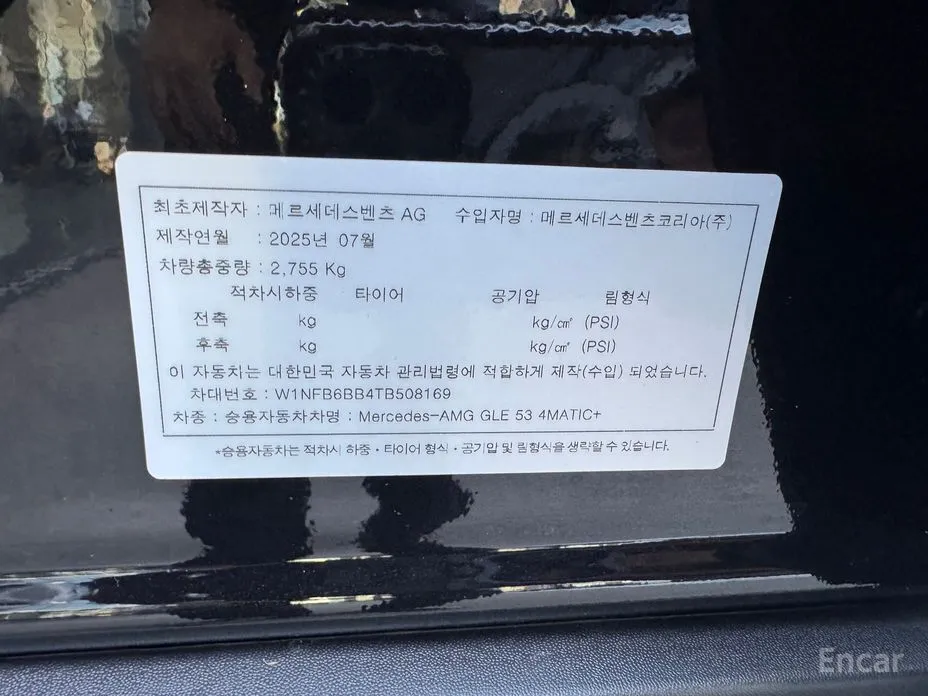 최초제작자 : 메르세데스벤츠 AG 수입자명 : 메르세데스벤츠코리아(주)
제작연월 : 2025년 07월
차량총중량 : 2,755 Kg
적차시하중 타이어 공기압 림형식
전축 kg kg/㎠ (PSI)
후축 kg kg/㎠ (PSI)
이 자동차는 대한민국 자동차 관리법령에 적합하게 제작(수입) 되었습니다.
차대번호 : W1NFB6BB4TB508169
차종 : 승용자동차차명 : Mercedes-AMG GLE 53 4MATIC+
*승용자동차는 적차시 하중·타이어 형식·공기압 및 림형식을 생략할 수 있습니다.
Encar